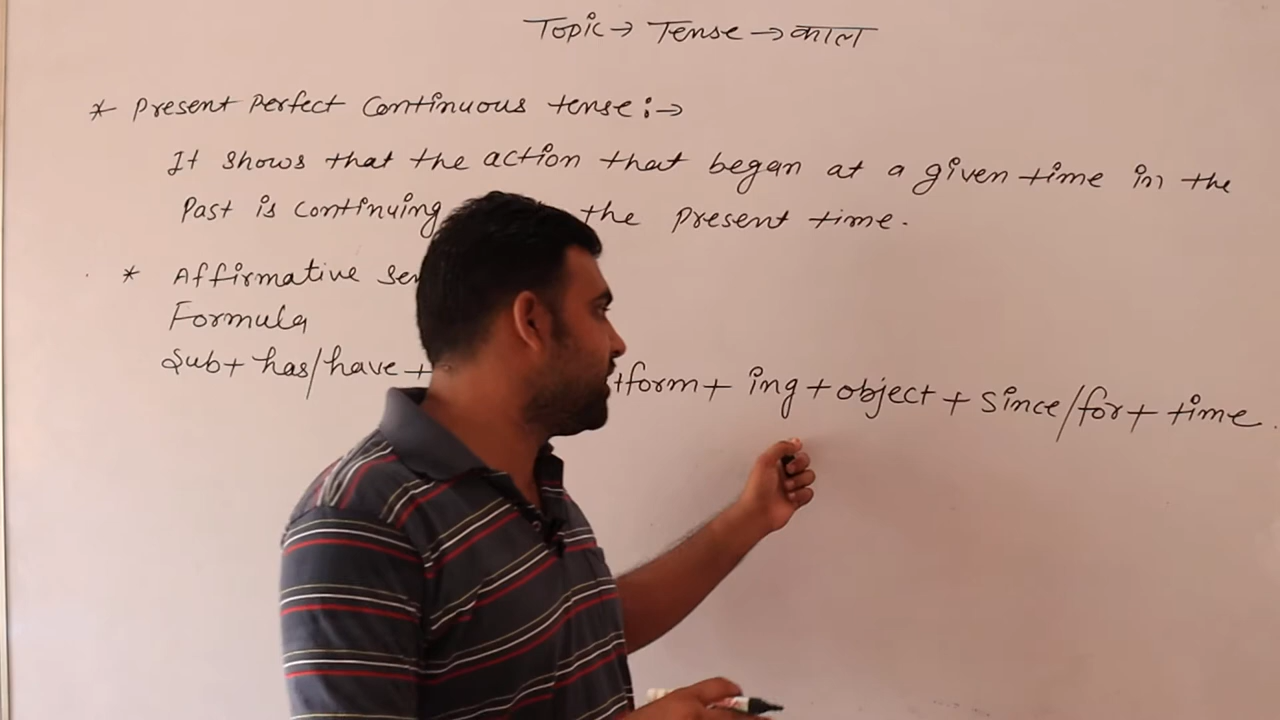 Topic → Tense → काल
* Present Perfect Continuous tense :→
It shows that the action that began at a given time in the
Past is continuing the present time.
* Affirmative
Formula
Sub + has/have + form + ing + object + since/for + time.